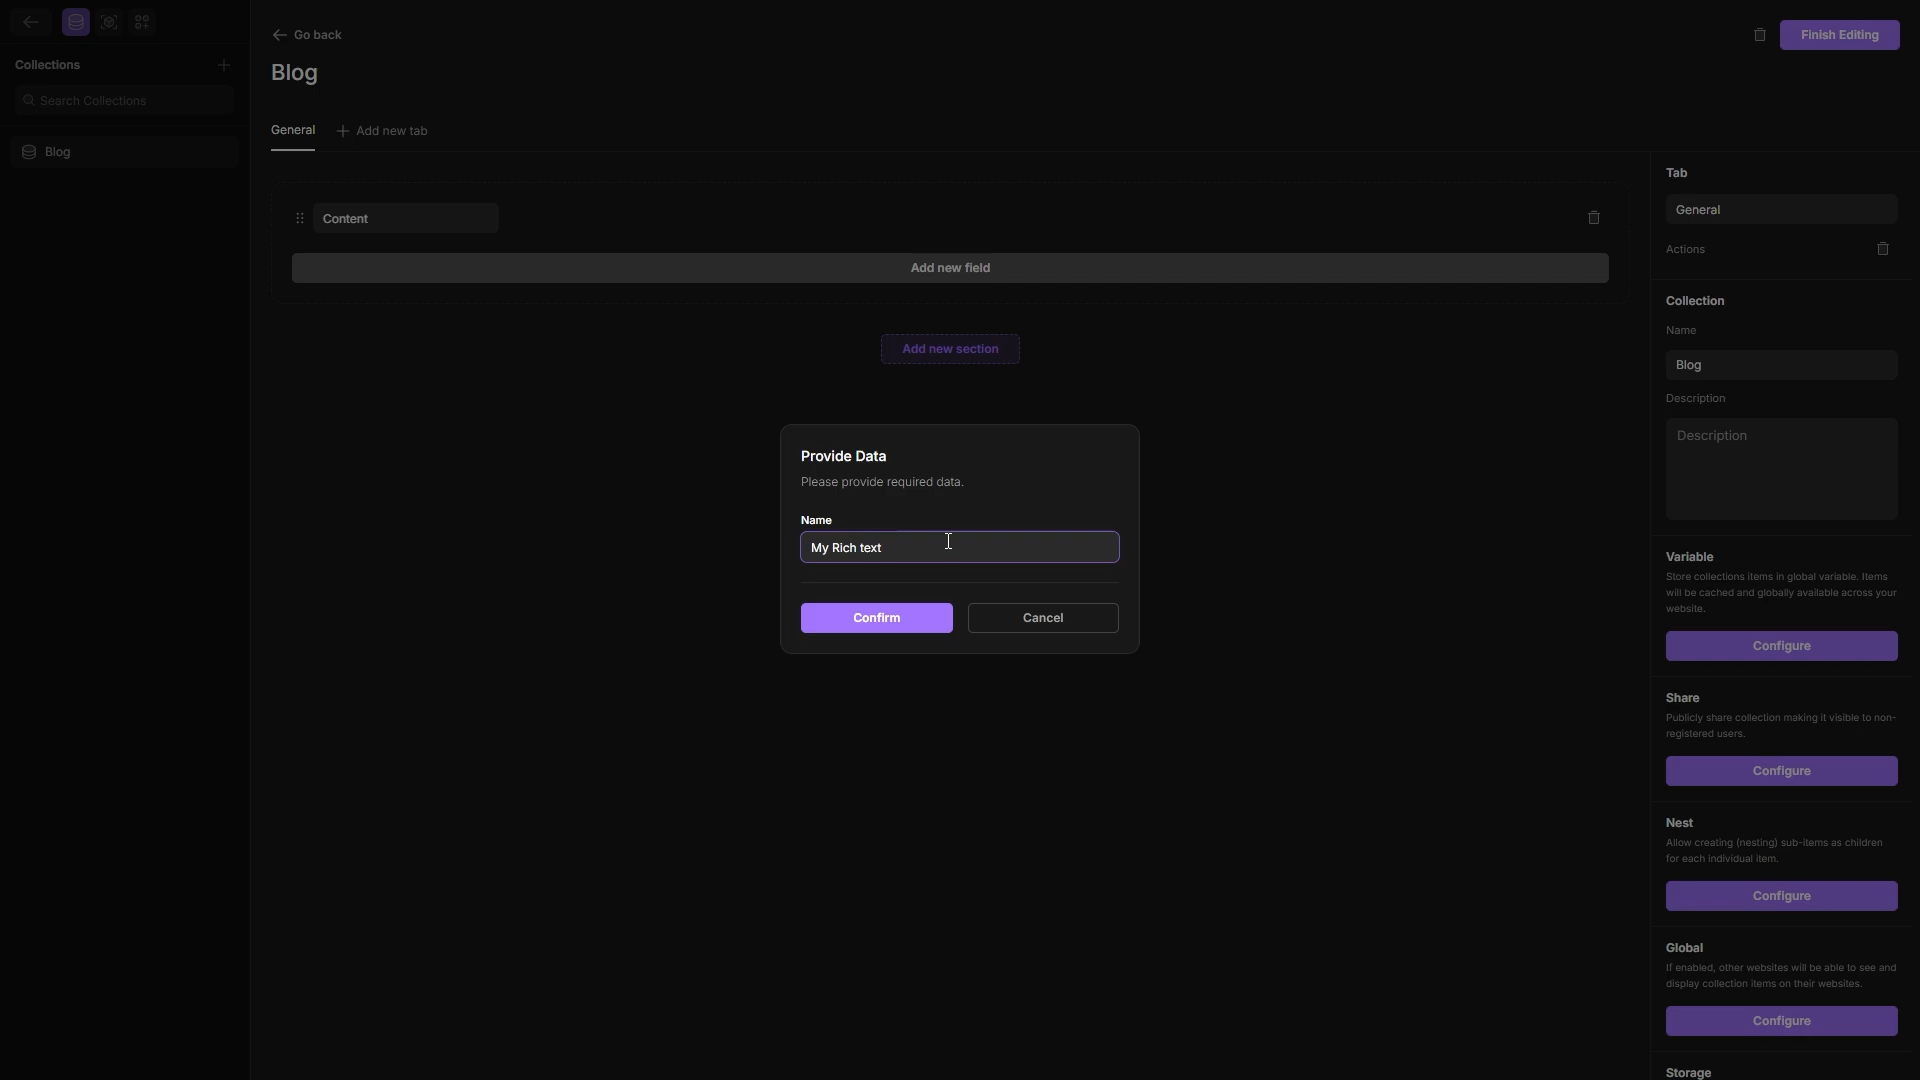 Collections
Search Collections
Blog
Go back
Finish Editing
Blog
General
Add new tab
Content
Add new field
Add new section
Provide Data
Please provide required data.
Name
My Rich text
Confirm
Cancel
Tab
General
Actions
Collection
Name
Blog
Description
Description
Variable
Store collections items in global variable. Items
will be cached and globally available across your
website.
Configure
Share
Publicly share collection making it visible to non-
registered users.
Configure
Nest
Allow creating (nesting) sub-items as children
for each individual item.
Configure
Global
If enabled, other websites will be able to see and
display collection items on their websites.
Configure
Storage